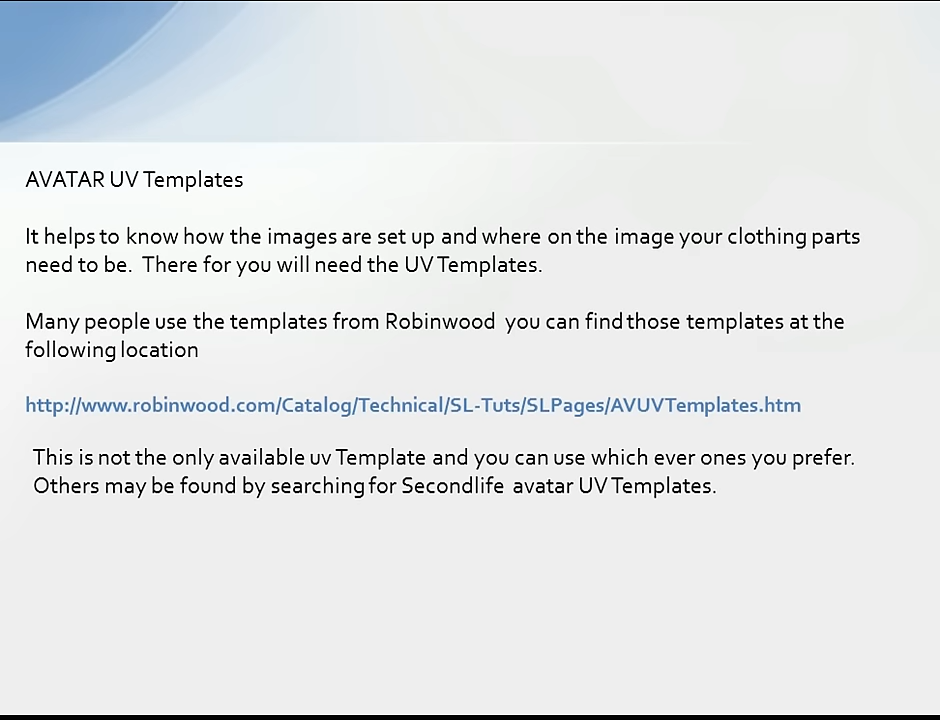 AVATAR UV Templates
It helps to know how the images are set up and where on the image your clothing parts
need to be.  There for you will need the UV Templates.
Many people use the templates from Robinwood  you can find those templates at the
following location
http://www.robinwood.com/Catalog/Technical/SL-Tuts/SLPages/AVUVTemplates.htm
This is not the only available uv Template and you can use which ever ones you prefer.
Others may be found by searching for Secondlife  avatar UV Templates.